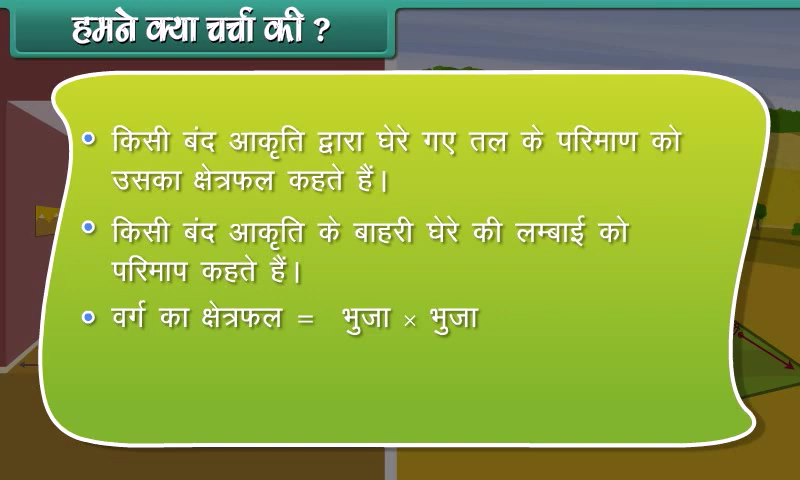 हमने क्या चर्चा की ?
किसी बंद आकृति द्वारा घेरे गए तल के परिमाण को
उसका क्षेत्रफल कहते हैं।
किसी बंद आकृति के बाहरी घेरे की लम्बाई को
परिमाप कहते हैं।
वर्ग का क्षेत्रफल = भुजा × भुजा